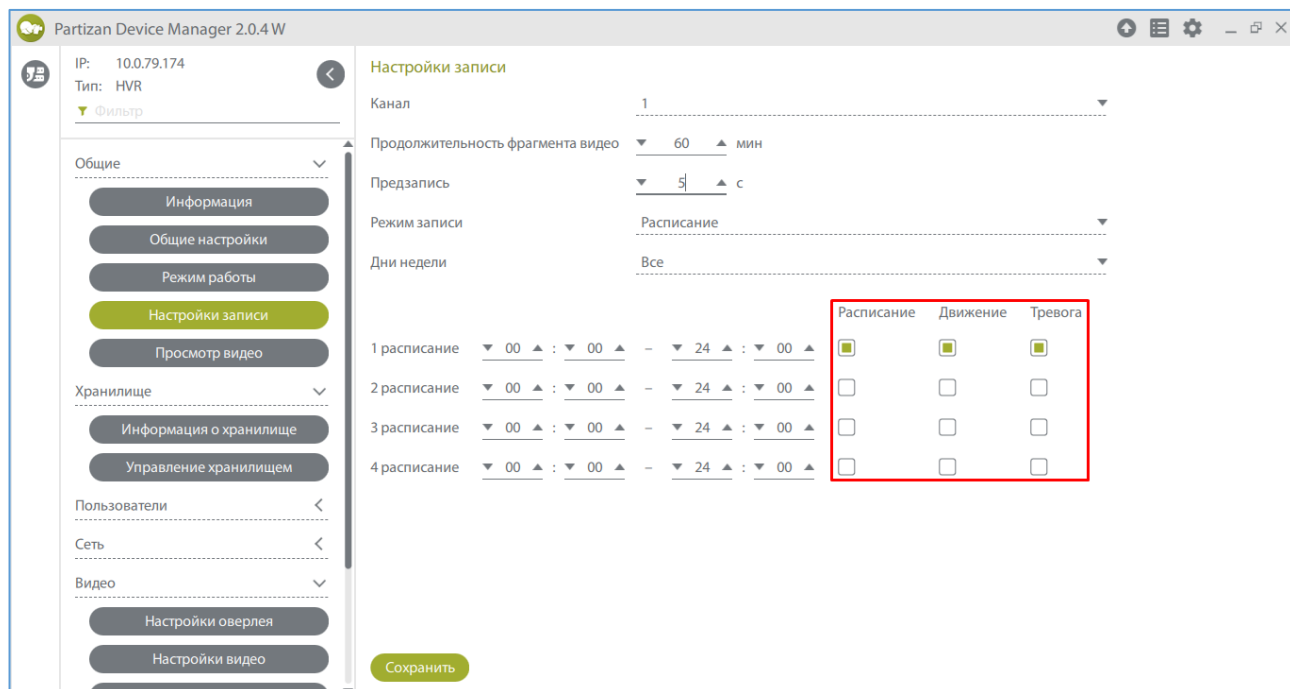 Partizan Device Manager 2.0.4 W
IP: 10.0.79.174
Тип: HVR
Фильтр
Общие
Информация
Общие настройки
Режим работы
Настройки записи
Просмотр видео
Хранилище
Информация о хранилище
Управление хранилищем
Пользователи
Сеть
Видео
Настройки оверлея
Настройки видео
Настройки записи
Канал 1
Продолжительность фрагмента видео 60 мин
Предзапись 5 с
Режим записи Расписание
Дни недели Все
Расписание Движение Тревога
1 расписание 00 : 00 – 24 : 00
2 расписание 00 : 00 – 24 : 00
3 расписание 00 : 00 – 24 : 00
4 расписание 00 : 00 – 24 : 00
Сохранить